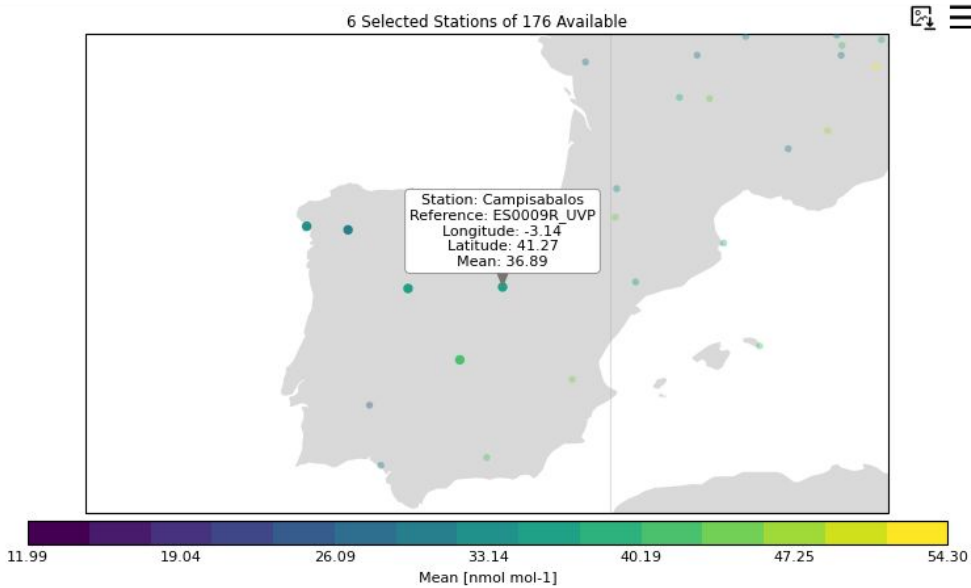 6 Selected Stations of 176 Available
Station: Campisabalos
Reference: ES0009R_UVP
Longitude: -3.14
Latitude: 41.27
Mean: 36.89
11.99 19.04 26.09 33.14 40.19 47.25 54.30
Mean [nmol mol-1]